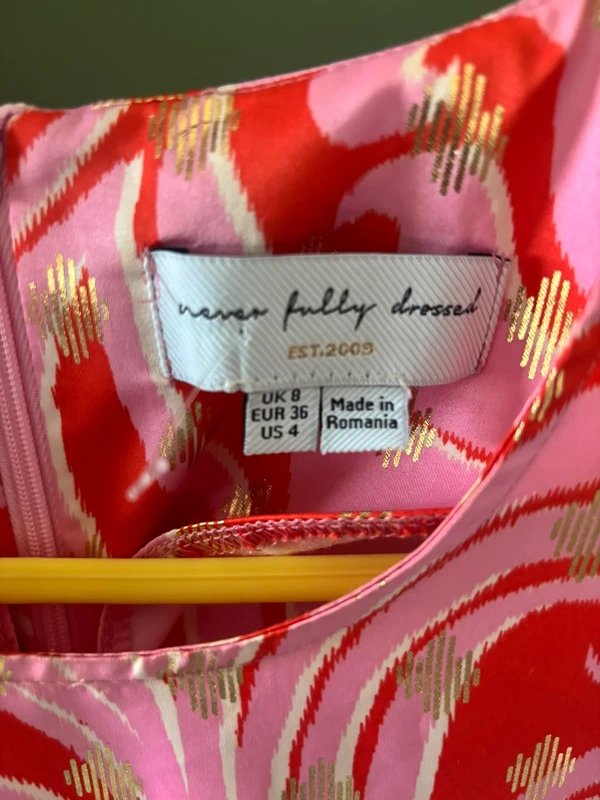 never fully dressed
EST.2009
UK 8
EUR 36
US 4
Made in
Romania